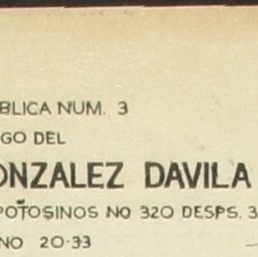 BLICA NUM. 3
GO DEL
ONZALEZ DAVILA
POTOSINOS NO 320 DESPS. 3
NO 20-33